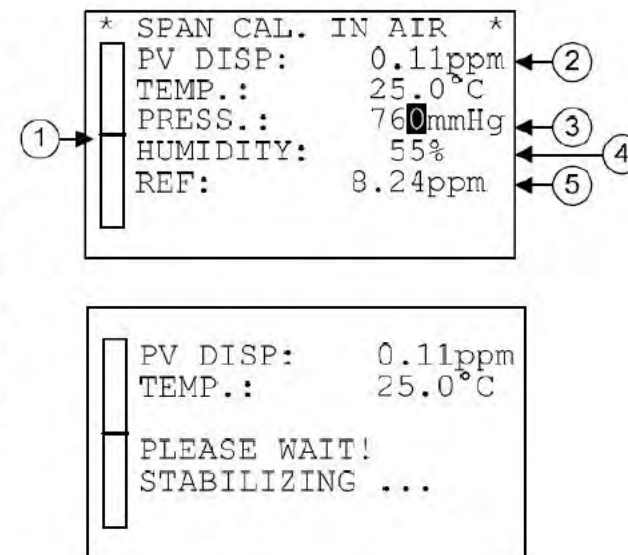 * SPAN CAL. IN AIR *
PV DISP: 0.11ppm
2
TEMP.: 25.0°C
1
PRESS.: 760mmHg
3
HUMIDITY: 55%
4
REF: 8.24ppm
5
PV DISP: 0.11ppm
TEMP.: 25.0°C
PLEASE WAIT!
STABILIZING ...